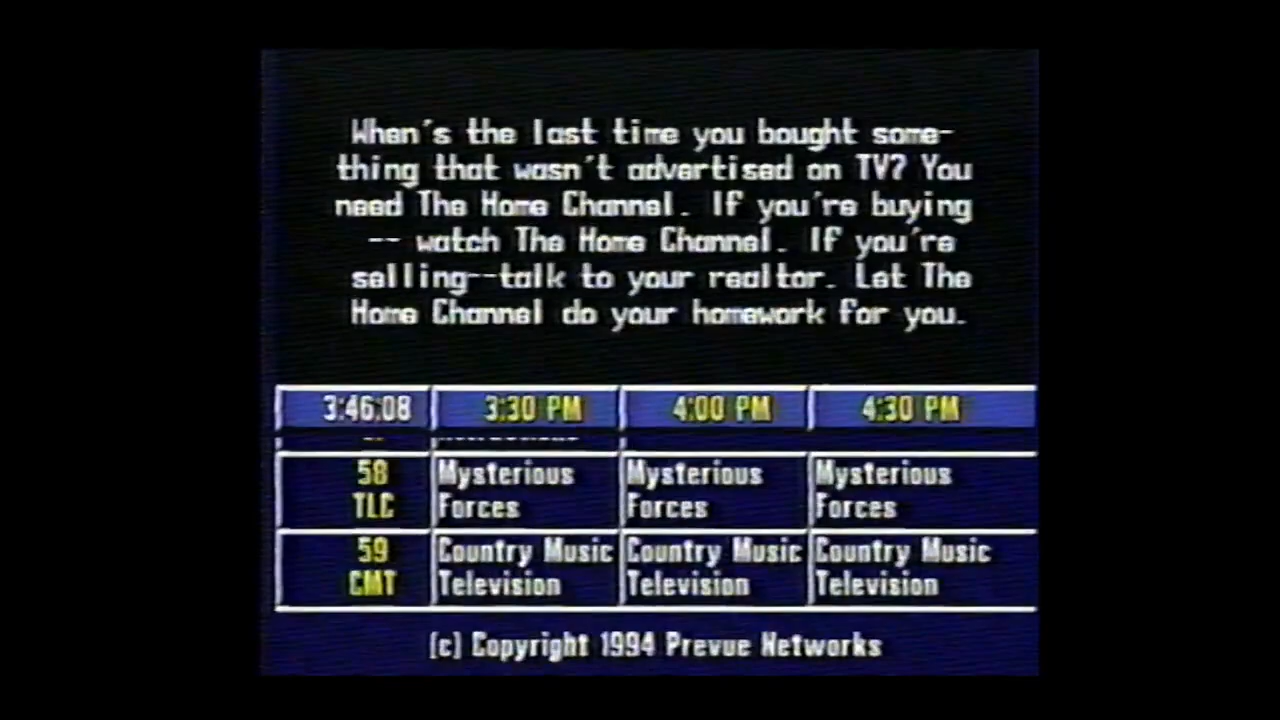 When's the last time you bought some-
thing that wasn't advertised on TV? You
need The Home Channel. If you're buying
-- watch The Home Channel. If you're
selling--talk to your realtor. Let The
Home Channel do your homework for you.
3:46:08 3:30 PM 4:00 PM 4:30 PM
58 Mysterious Mysterious Mysterious
TLC Forces Forces Forces
59 Country Music Country Music Country Music
CMT Television Television Television
(c) Copyright 1994 Prevue Networks